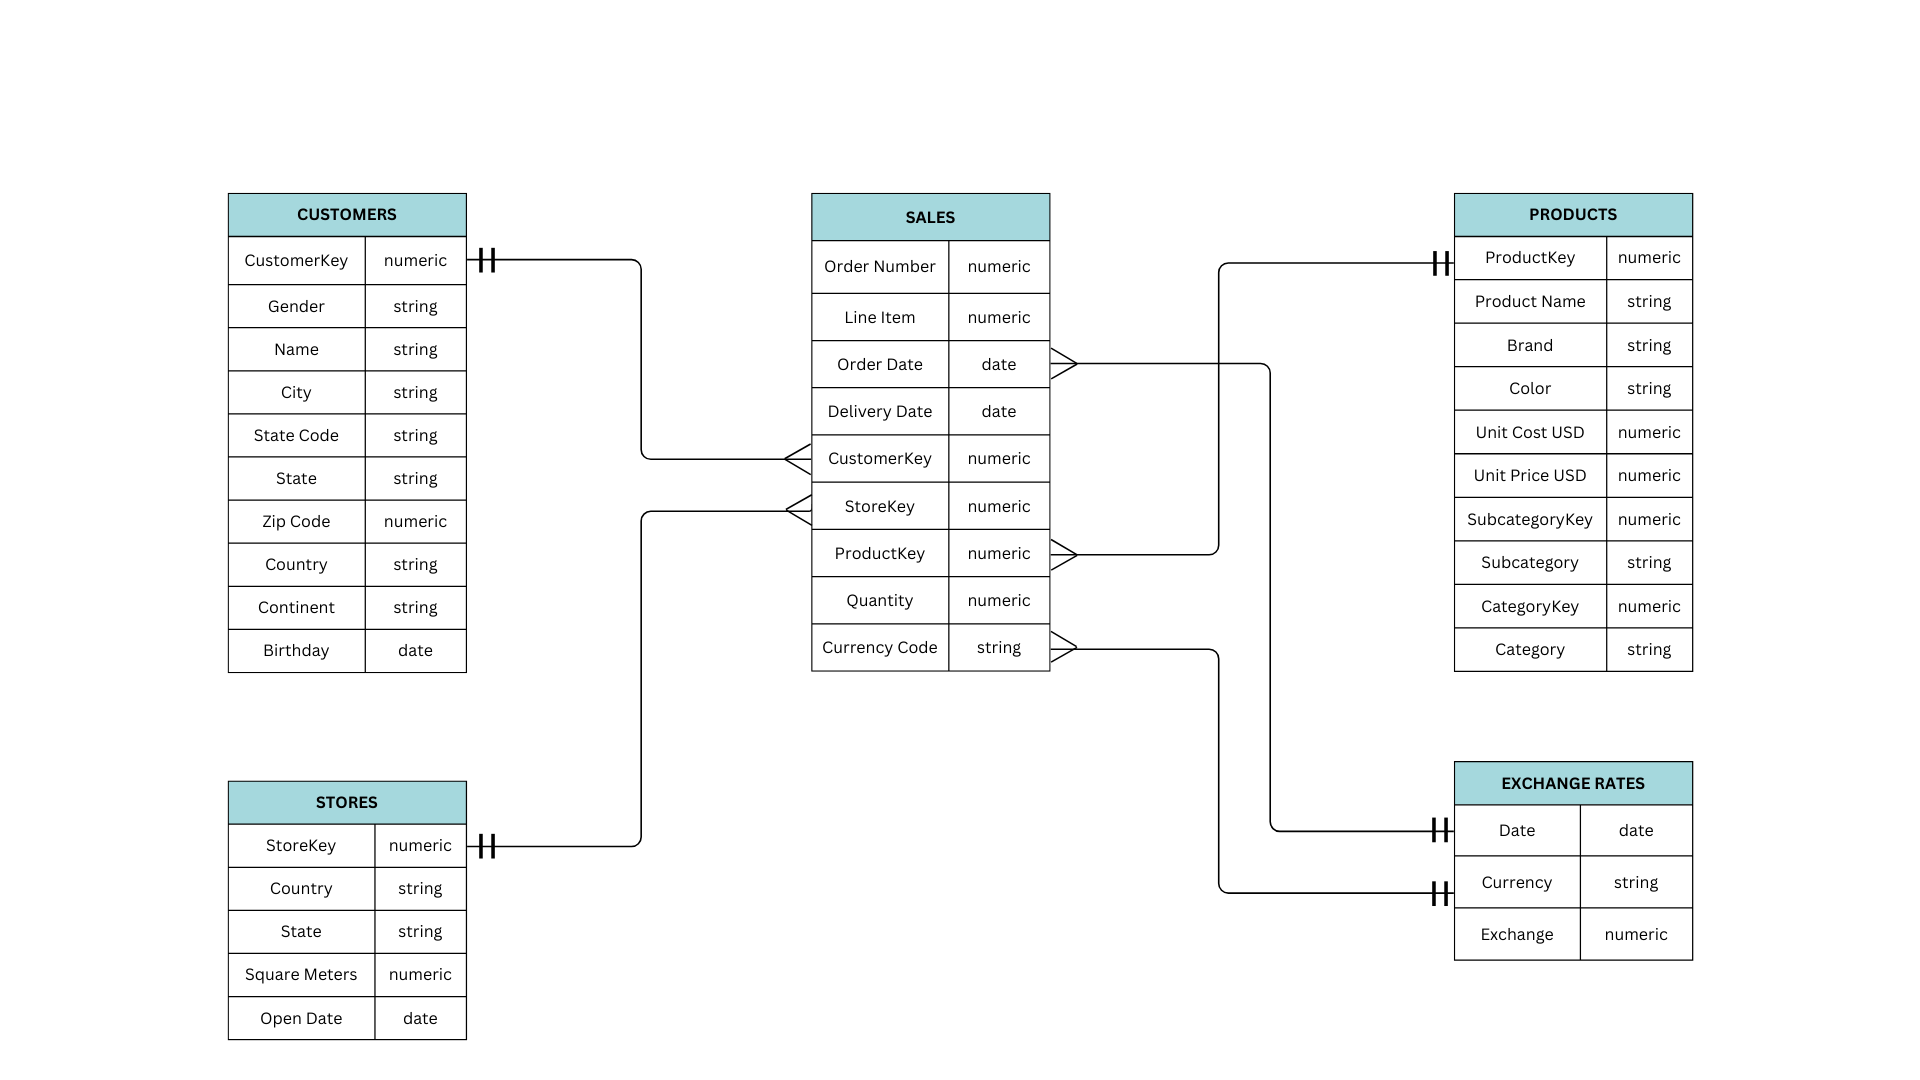 CUSTOMERS
CustomerKey numeric
Gender string
Name string
City string
State Code string
State string
Zip Code numeric
Country string
Continent string
Birthday date
STORES
StoreKey numeric
Country string
State string
Square Meters numeric
Open Date date
SALES
Order Number numeric
Line Item numeric
Order Date date
Delivery Date date
CustomerKey numeric
StoreKey numeric
ProductKey numeric
Quantity numeric
Currency Code string
PRODUCTS
ProductKey numeric
Product Name string
Brand string
Color string
Unit Cost USD numeric
Unit Price USD numeric
SubcategoryKey numeric
Subcategory string
CategoryKey numeric
Category string
EXCHANGE RATES
Date date
Currency string
Exchange numeric